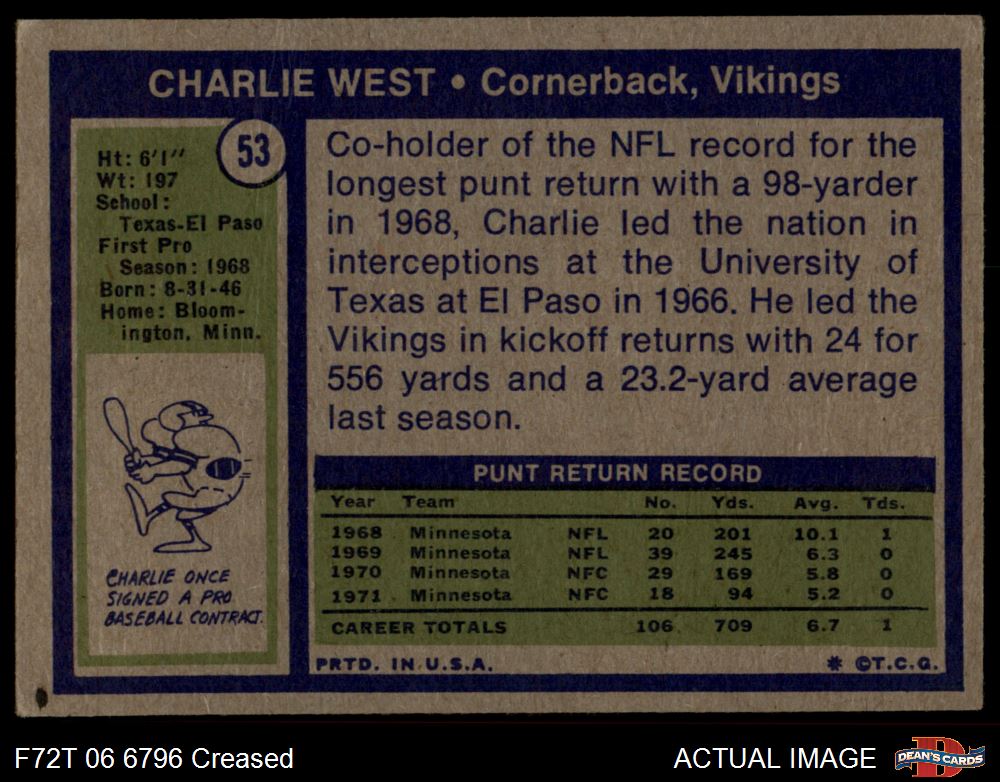 CHARLIE WEST • Cornerback, Vikings
53
Ht: 6'1"
Wt: 197
School:
Texas-El Paso
First Pro
Season: 1968
Born: 8-31-46
Home: Bloom-
ington, Minn.
CHARLIE ONCE
SIGNED A PRO
BASEBALL CONTRACT.
Co-holder of the NFL record for the
longest punt return with a 98-yarder
in 1968, Charlie led the nation in
interceptions at the University of
Texas at El Paso in 1966. He led the
Vikings in kickoff returns with 24 for
556 yards and a 23.2-yard average
last season.
PUNT RETURN RECORD
Year Team No. Yds. Avg. Tds.
1968 Minnesota NFL 20 201 10.1 1
1969 Minnesota NFL 39 245 6.3 0
1970 Minnesota NFC 29 169 5.8 0
1971 Minnesota NFC 18 94 5.2 0
CAREER TOTALS 106 709 6.7 1
PRTD. IN U.S.A. * ©T.C.G.
F72T 06 6796 Creased ACTUAL IMAGE
D
DEAN'S CARDS